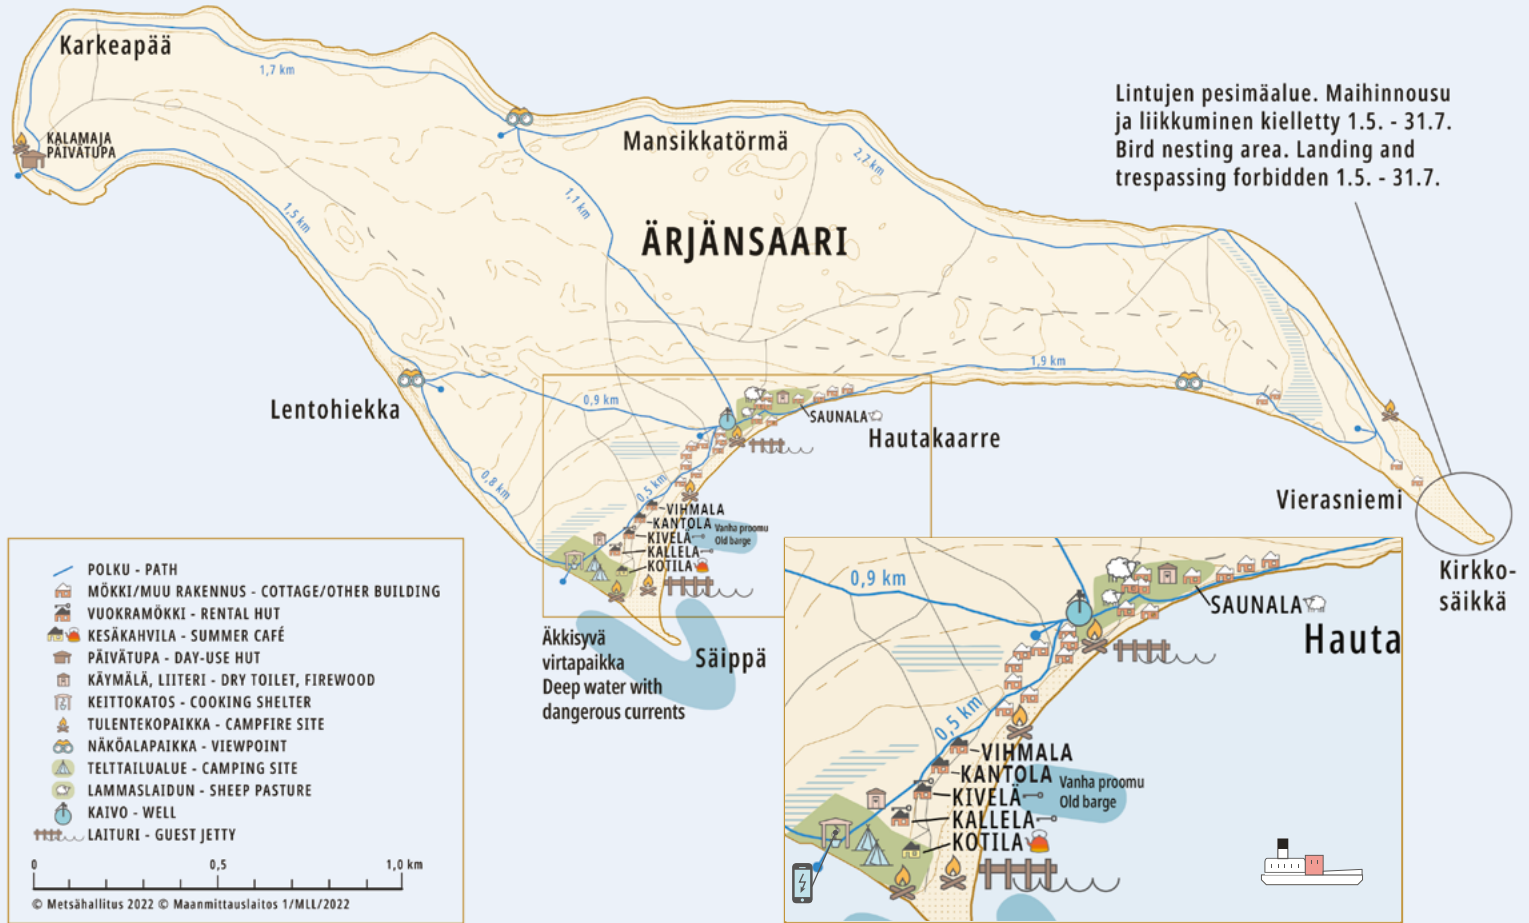 Karkeapää
1,7 km
KALAMAJA
PÄIVÄTUPA
Mansikkatörmä
2,7 km
Lintujen pesimäalue. Maihinnousu
ja liikkuminen kielletty 1.5. - 31.7.
Bird nesting area. Landing and
trespassing forbidden 1.5. - 31.7.
1,5 km
1,1 km
ÄRJÄNSAARI
1,9 km
Lentohiekka
0,9 km
SAUNALA
Hautakaarre
0,8 km
0,5 km
VIHMALA
KANTOLA
KIVELÄ
KALLELA
KOTILA
Vanha proomu
Old barge
Vierasniemi
Kirkko-
säikkä
Äkkisyvä
virtapaikka
Deep water with
dangerous currents
Säippä
POLKU - PATH
MÖKKI/MUU RAKENNUS - COTTAGE/OTHER BUILDING
VUOKRAMÖKKI - RENTAL HUT
KESÄKAHVILA - SUMMER CAFÉ
PÄIVÄTUPA - DAY-USE HUT
KÄYMÄLÄ, LIITERI - DRY TOILET, FIREWOOD
KEITTOKATOS - COOKING SHELTER
TULENTEKOPAIKKA - CAMPFIRE SITE
NÄKÖALAPAIKKA - VIEWPOINT
TELTTAILUALUE - CAMPING SITE
LAMMASLAIDUN - SHEEP PASTURE
KAIVO - WELL
LAITURI - GUEST JETTY
0 0,5 1,0 km
© Metsähallitus 2022 © Maanmittauslaitos 1/MLL/2022
0,9 km
SAUNALA
Hauta
0,5 km
VIHMALA
KANTOLA
KIVELÄ
KALLELA
KOTILA
Vanha proomu
Old barge